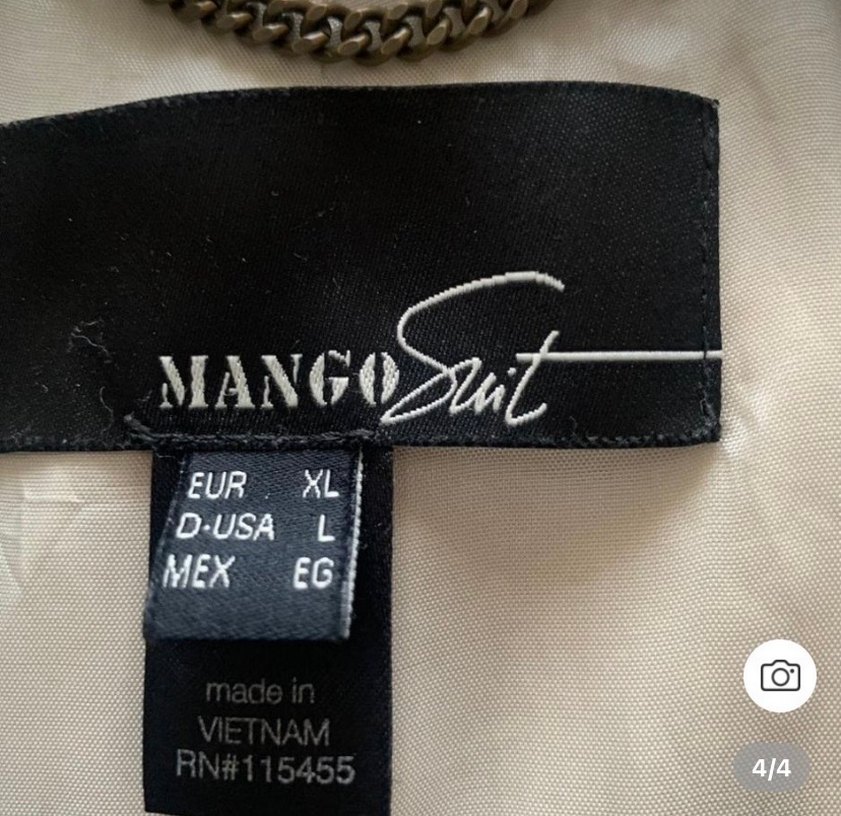 MANGO Suit
EUR XL
D·USA L
MEX EG
made in
VIETNAM
RN#115455
4/4